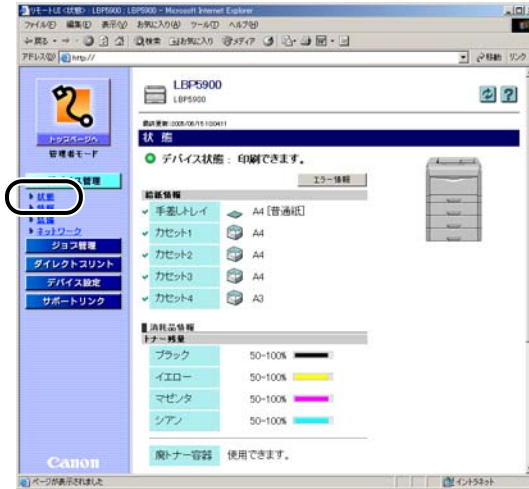 リモートUI <状態> : LBP5900 : LBP5900 - Microsoft Internet Explorer
ファイル(F) 編集(E) 表示(V) お気に入り(A) ツール(T) ヘルプ(H)
戻る 検索 お気に入り メディア
アドレス(D) http:// 移動 リンク
LBP5900
LBP5900
トップページへ
管理者モード
状態
デバイス状態 : 印刷できます。
エラー情報
管理
状態
ネットワーク
ジョブ管理
ダイレクトプリント
デバイス設定
サポートリンク
給紙情報
手差しトレイ A4 [普通紙]
カセット1 A4
カセット2 A4
カセット3 A4
カセット4 A3
消耗品情報
トナー残量
ブラック 50-100%
イエロー 50-100%
マゼンタ 50-100%
シアン 50-100%
廃トナー容器 使用できます。
Canon
ページが表示されました イントラネット